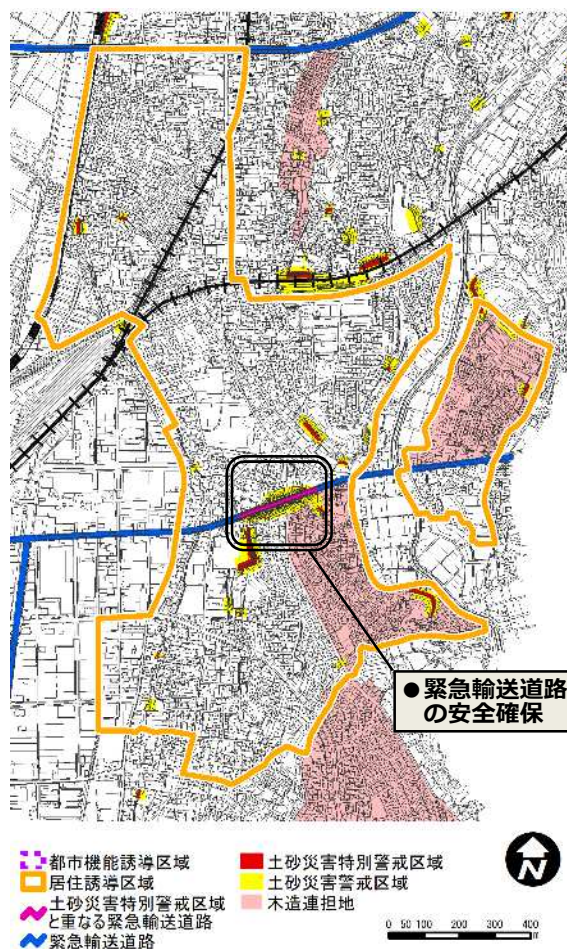 ●緊急輸送道路
の安全確保
都市機能誘導区域
居住誘導区域
土砂災害特別警戒区域
と重なる緊急輸送道路
緊急輸送道路
土砂災害特別警戒区域
土砂災害警戒区域
木造連担地
N
0 50 100 200 300 400
m